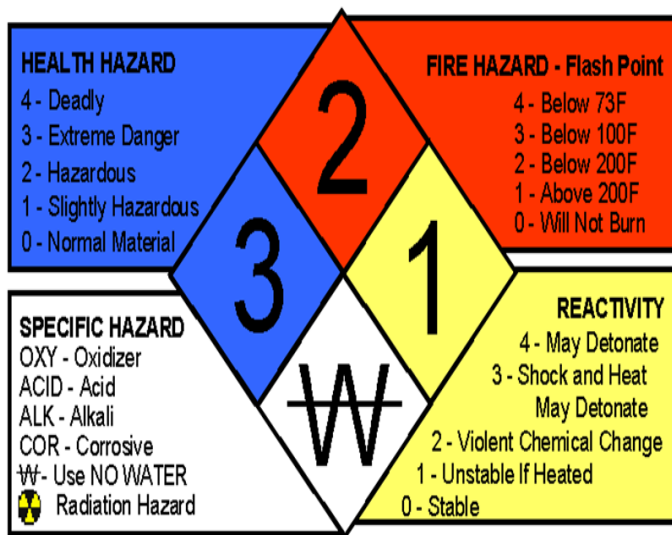 HEALTH HAZARD
4 - Deadly
3 - Extreme Danger
2 - Hazardous
1 - Slightly Hazardous
0 - Normal Material
FIRE HAZARD - Flash Point
4 - Below 73F
3 - Below 100F
2 - Below 200F
1 - Above 200F
0 - Will Not Burn
2
3
1
W
SPECIFIC HAZARD
OXY - Oxidizer
ACID - Acid
ALK - Alkali
COR - Corrosive
W - Use NO WATER
Radiation Hazard
REACTIVITY
4 - May Detonate
3 - Shock and Heat
May Detonate
2 - Violent Chemical Change
1 - Unstable If Heated
0 - Stable